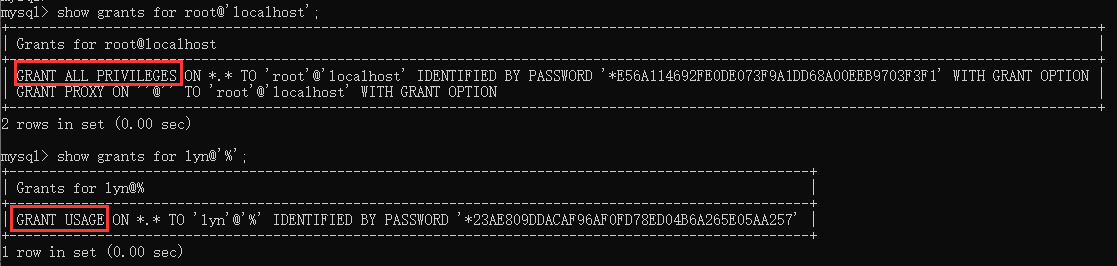 mysql> show grants for root@'localhost';
Grants for root@localhost
GRANT ALL PRIVILEGES ON *.* TO 'root'@'localhost' IDENTIFIED BY PASSWORD '*E56A114692FE0DE073F9A1DD68A00EEB9703F3F1' WITH GRANT OPTION
GRANT PROXY ON ''@'' TO 'root'@'localhost' WITH GRANT OPTION
2 rows in set (0.00 sec)
mysql> show grants for lyn@'%';
Grants for lyn@%
GRANT USAGE ON *.* TO 'lyn'@'%' IDENTIFIED BY PASSWORD '*23AE809DDACAF96AF0FD78ED04B6A265E05AA257'
1 row in set (0.00 sec)